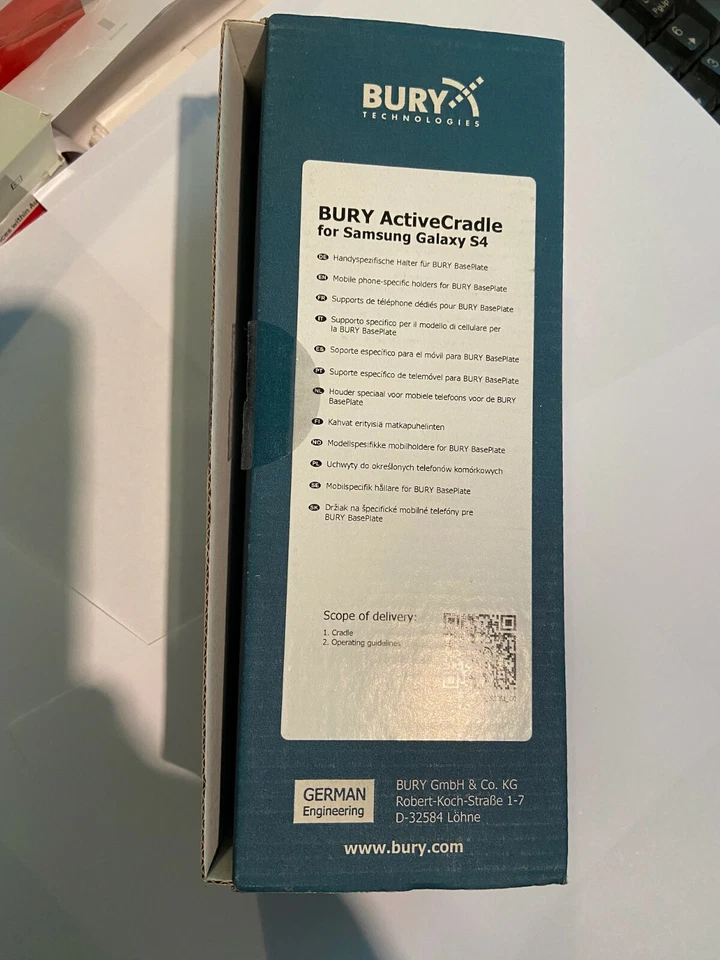 BURY
TECHNOLOGIES
BURY ActiveCradle
for Samsung Galaxy S4
DE Handyspezifische Halter für BURY BasePlate
EN Mobile phone-specific holders for BURY BasePlate
FR Supports de téléphone dédiés pour BURY BasePlate
IT Supporto specifico per il modello di cellulare per
la BURY BasePlate
ES Soporte específico para el móvil para BURY BasePlate
PT Suporte específico de telemóvel para BURY BasePlate
NL Houder speciaal voor mobiele telefoons voor de BURY
BasePlate
FI Kahvat erityisiä matkapuhelinten
NO Modellspesifikke mobilholdere for BURY BasePlate
PL Uchwyty do określonych telefonów komórkowych
SE Mobilspecifik hållare för BURY BasePlate
SK Držiak na špecifické mobilné telefóny pre
BURY BasePlate
Scope of delivery:
1. Cradle
2. Operating guidelines
GERMAN
Engineering
BURY GmbH & Co. KG
Robert-Koch-Straße 1-7
D-32584 Löhne
www.bury.com